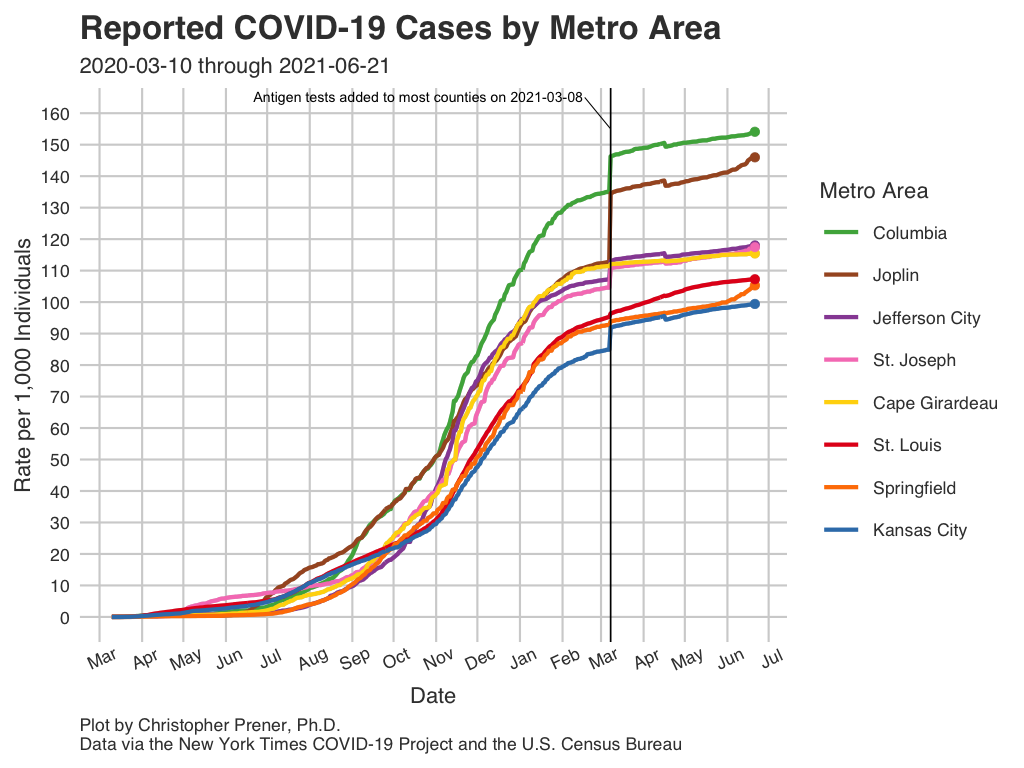 Reported COVID-19 Cases by Metro Area
2020-03-10 through 2021-06-21
Antigen tests added to most counties on 2021-03-08
160
150
140
130
120
110
100
90
80
70
60
50
40
30
20
10
0
Rate per 1,000 Individuals
Mar Apr May Jun Jul Aug Sep Oct Nov Dec Jan Feb Mar Apr May Jun Jul
Date
Metro Area
Columbia
Joplin
Jefferson City
St. Joseph
Cape Girardeau
St. Louis
Springfield
Kansas City
Plot by Christopher Prener, Ph.D.
Data via the New York Times COVID-19 Project and the U.S. Census Bureau